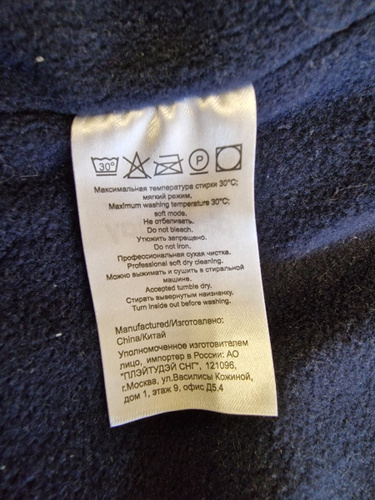 30°
P
Максимальная температура стирки 30°С;
мягкий режим.
Maximum washing temperature 30°C;
soft mode.
Не отбеливать.
Do not bleach.
Утюжить запрещено.
Do not iron.
Профессиональная сухая чистка.
Professional soft dry cleaning.
Можно выжимать и сушить в стиральной
машине.
Accepted tumble dry.
Стирать вывернутым наизнанку.
Turn inside out before washing.
Manufactured/Изготовлено:
China/Китай
Уполномоченное изготовителем
лицо, импортер в России: АО
"ПЛЭЙТУДЭЙ СНГ", 121096,
г.Москва, ул.Василисы Кожиной,
дом 1, этаж 9, офис Д5,4